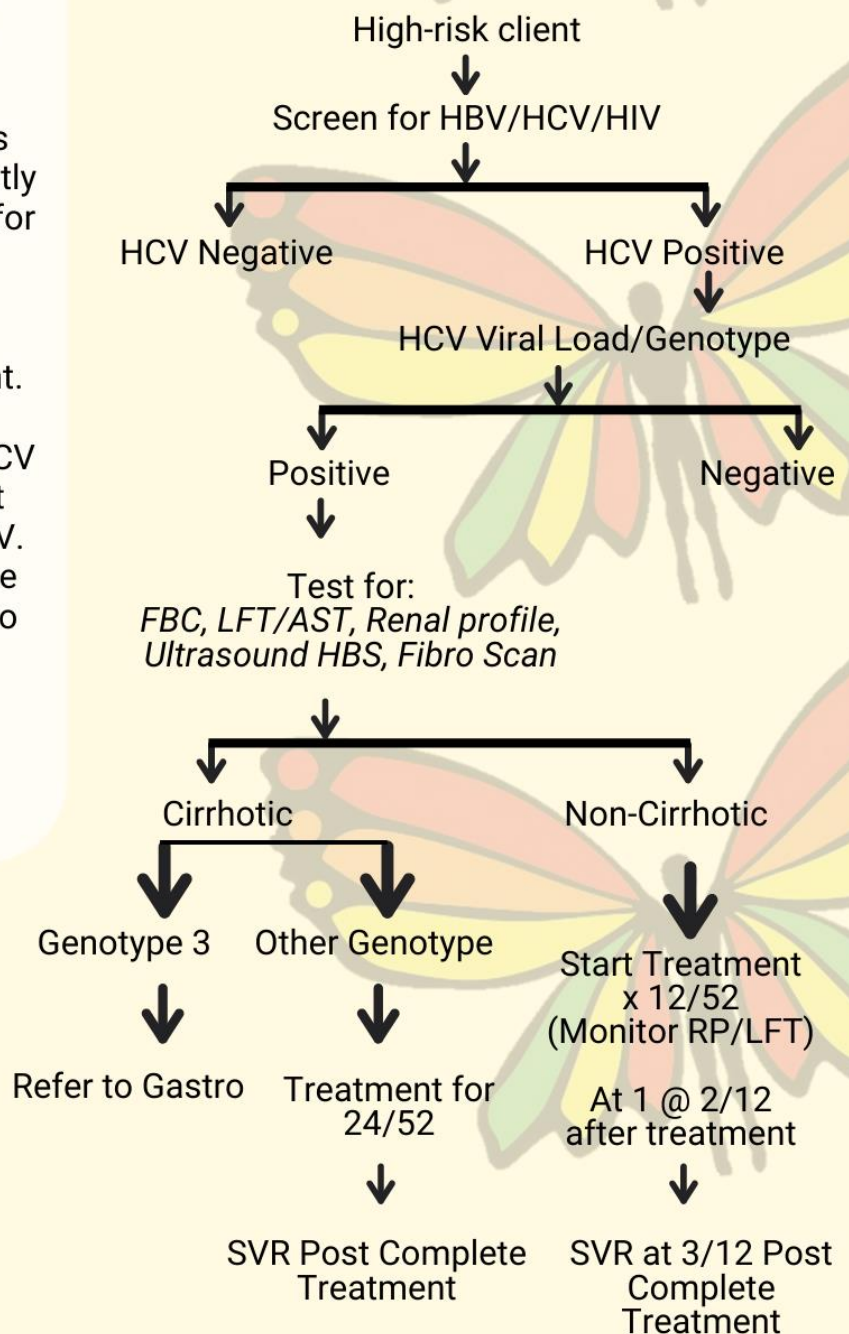 High-risk client
Screen for HBV/HCV/HIV
s
tly
for
HCV Negative
HCV Positive
HCV Viral Load/Genotype
t.
CV
t
V.
e
o
Positive
Negative
Test for:
FBC, LFT/AST, Renal profile,
Ultrasound HBS, Fibro Scan
Cirrhotic
Non-Cirrhotic
Genotype 3
Other Genotype
Start Treatment
x 12/52
(Monitor RP/LFT)
Refer to Gastro
Treatment for
24/52
At 1 @ 2/12
after treatment
SVR Post Complete
Treatment
SVR at 3/12 Post
Complete
Treatment